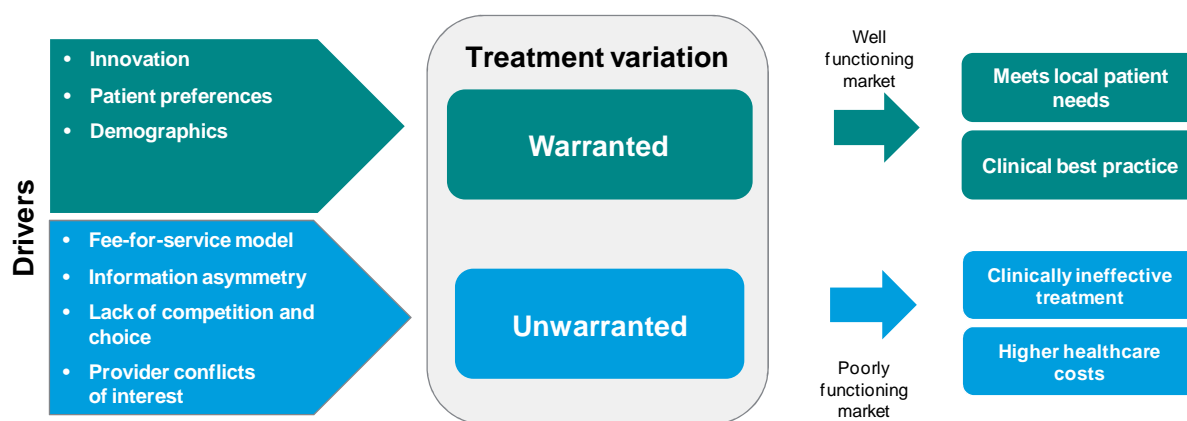 Drivers
• Innovation
• Patient preferences
• Demographics
• Fee-for-service model
• Information asymmetry
• Lack of competition and
choice
• Provider conflicts
of interest
Treatment variation
Warranted
Unwarranted
Well
functioning
market
Poorly
functioning
market
Meets local patient
needs
Clinical best practice
Clinically ineffective
treatment
Higher healthcare
costs